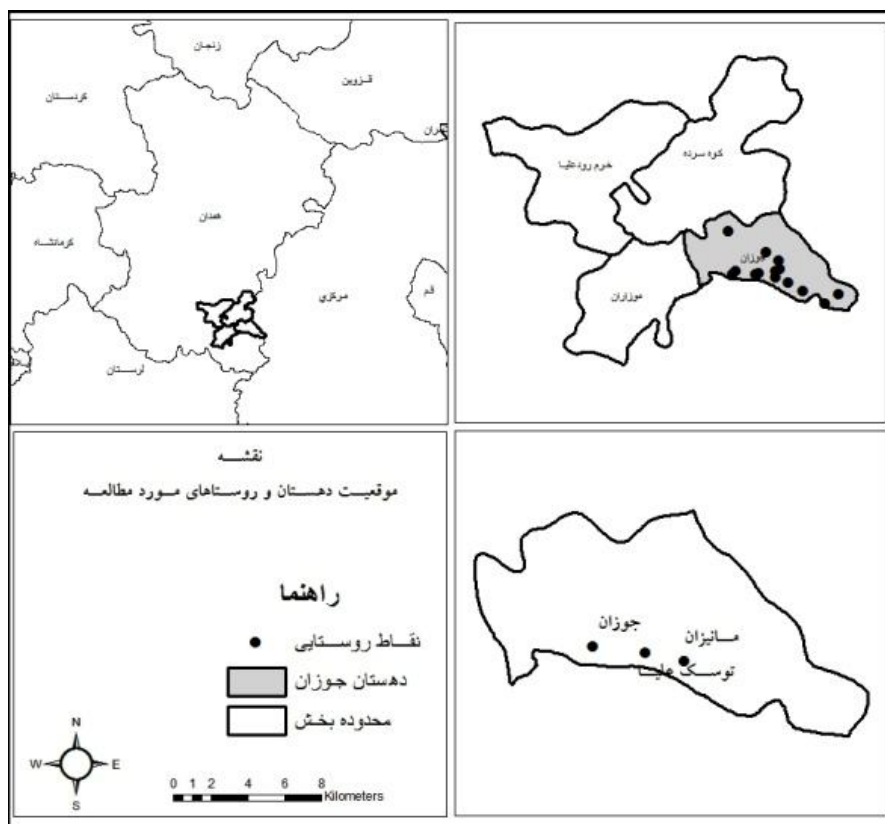 زنجان
قزوین
کردستان
همدان
کرمانشاه
مرکزی
قم
لرستان
کوه سرده
خرم رود علیا
جوزان
موزاران
نقشه
موقعیت دهستان و روستاهای مورد مطالعه
راهنما
نقاط روستایی
دهستان جوزان
محدوده بخش
N
W E
S
0 1 2 4 6 8
Kilometers
جوزان
مانیزان
توسک علیا